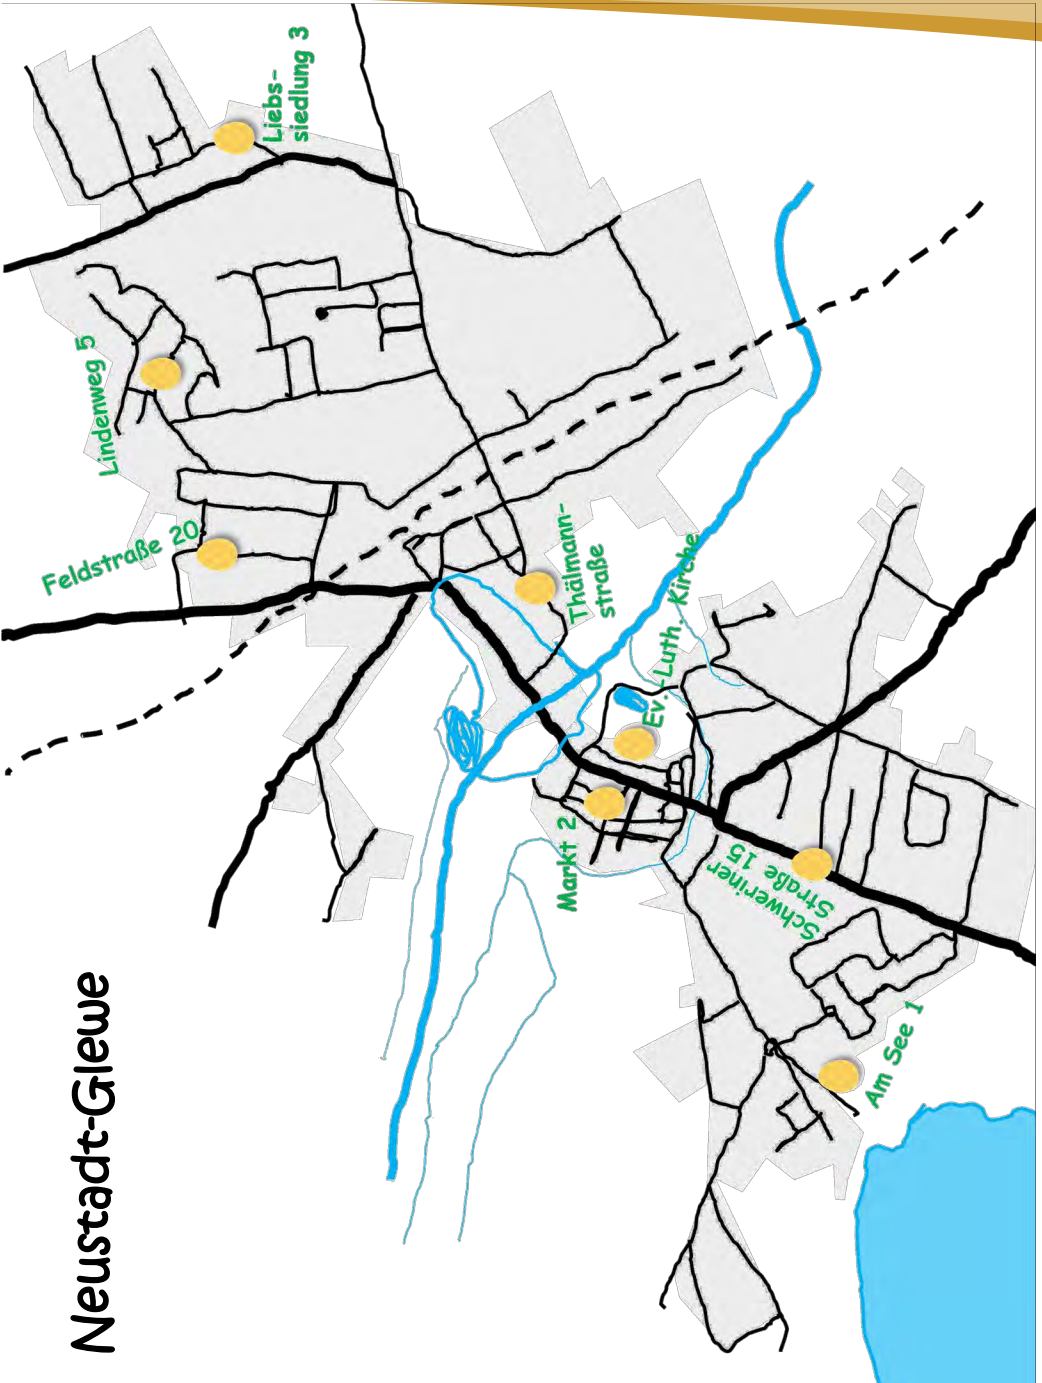 Neustadt-Glewe
Feldstraße 20
Lindenweg 5
Liebs-
siedlung 3
Thälmann-
straße
Ev.-Luth. Kirche
Markt 2
Schweriner
Straße 15
Am See 1